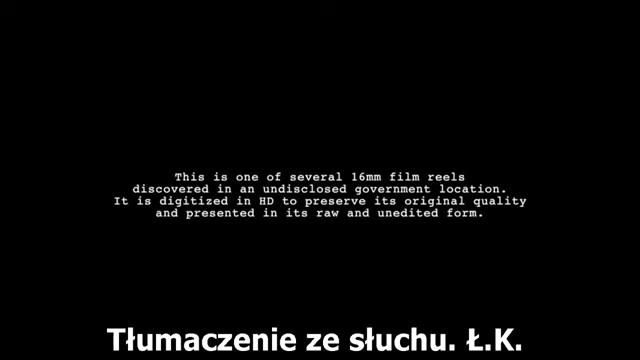 This is one of several 16mm film reels
discovered in an undisclosed government location.
It is digitized in HD to preserve its original quality
and presented in its raw and unedited form.
Tłumaczenie ze słuchu. Ł.K.